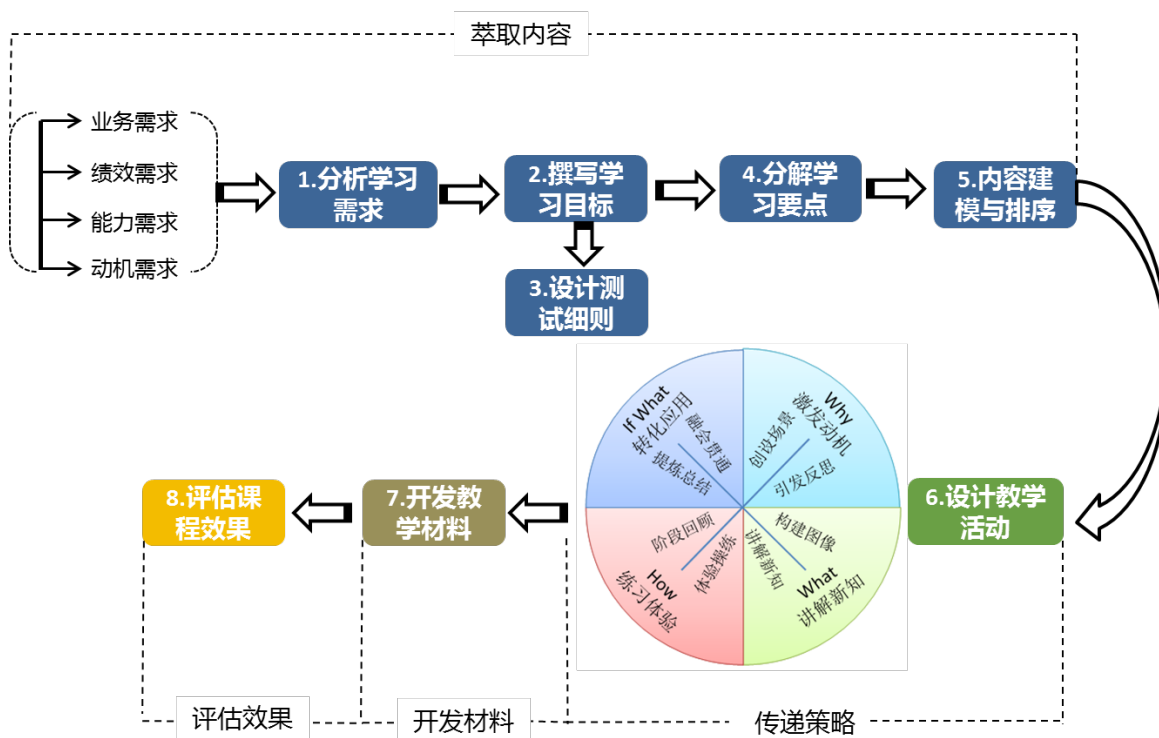 萃取内容
业务需求
绩效需求
能力需求
动机需求
1.分析学习
需求
2.撰写学
习目标
4.分解学
习要点
5.内容建
模与排序
3.设计测
试细则
If What
转化应用
融会贯通
提炼总结
Why
激发动机
创设场景
引发反思
8.评估课
程效果
7.开发教
学材料
阶段回顾
体验操练
How
练习体验
构建图像
讲解新知
What
讲解新知
6.设计教学
活动
评估效果
开发材料
传递策略